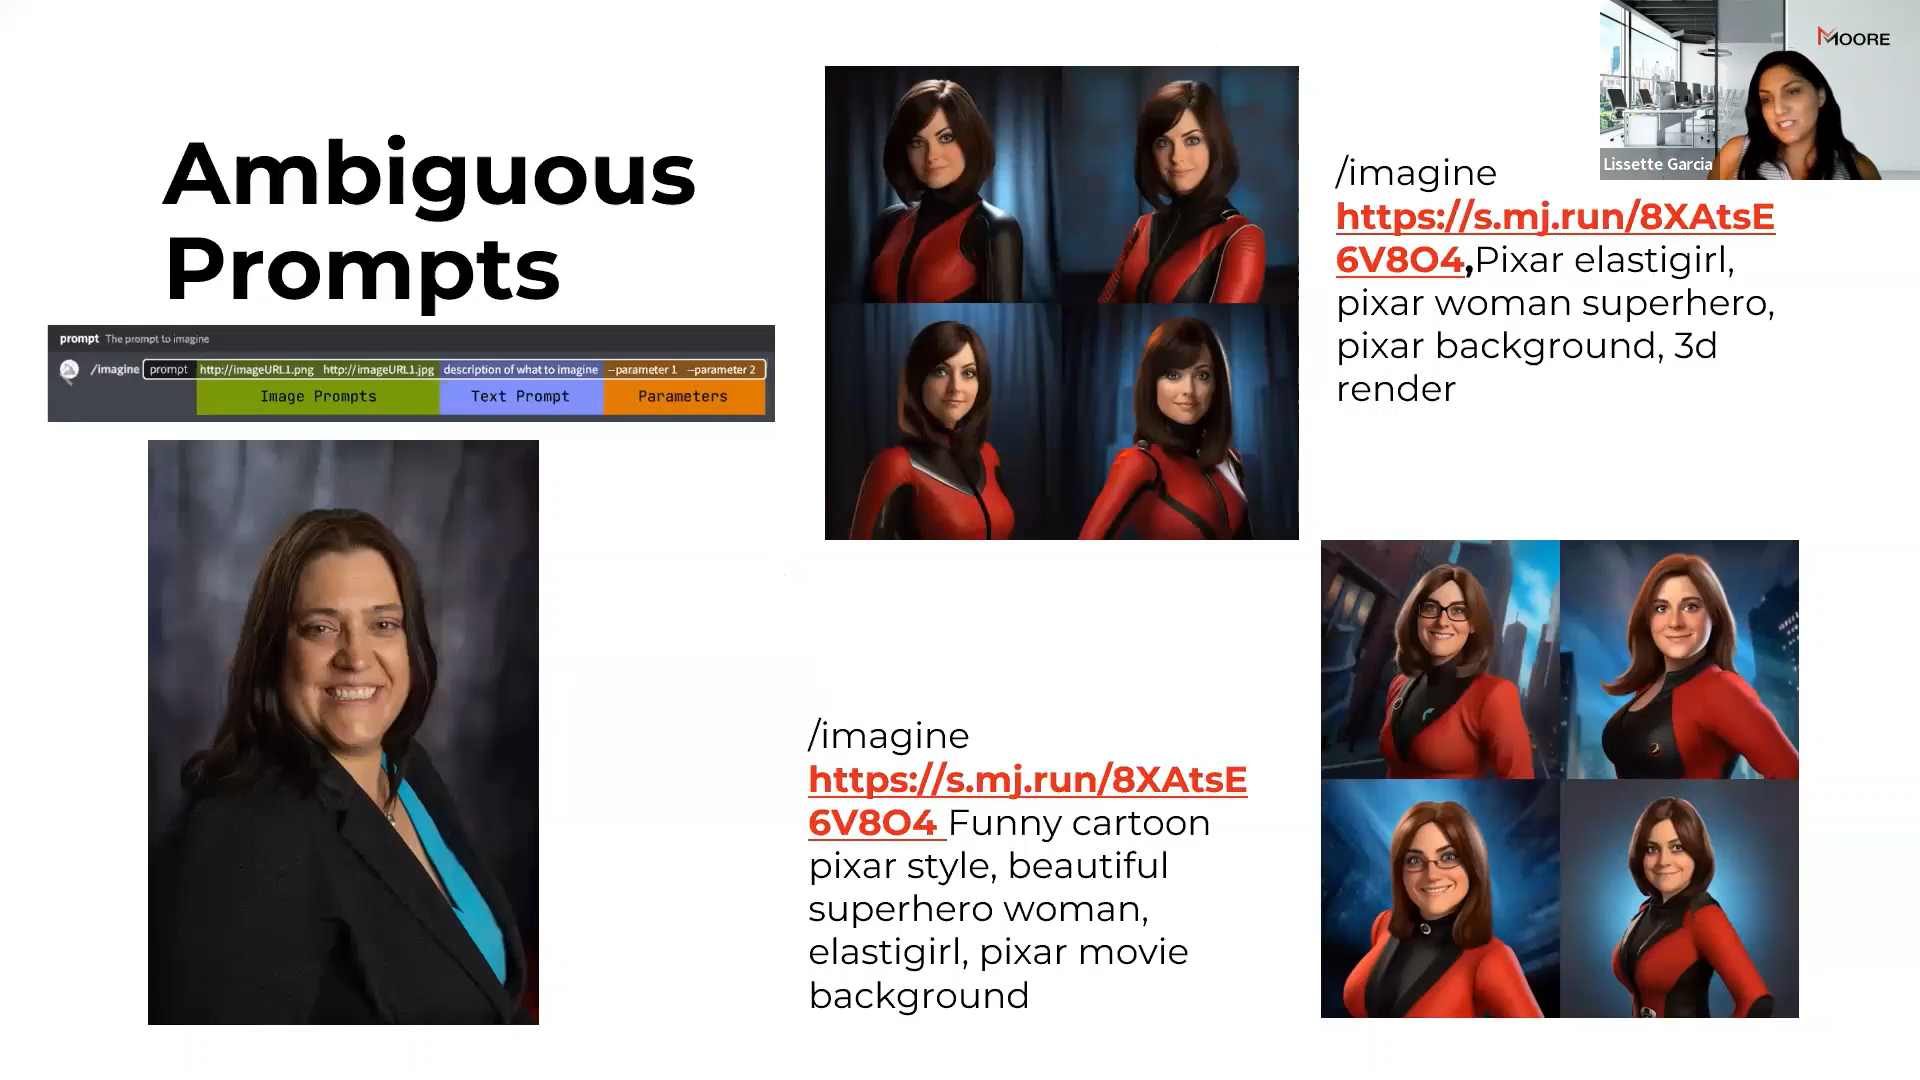 Ambiguous
Prompts
prompt The prompt to imagine
/imagine prompt http://imageURL1.png http://imageURL1.jpg description of what to imagine --parameter 1 --parameter 2
Image Prompts Text Prompt Parameters
MOORE
Lissette Garcia
/imagine
https://s.mj.run/8XAtsE
6V8O4,Pixar elastigirl,
pixar woman superhero,
pixar background, 3d
render
/imagine
https://s.mj.run/8XAtsE
6V8O4 Funny cartoon
pixar style, beautiful
superhero woman,
elastigirl, pixar movie
background